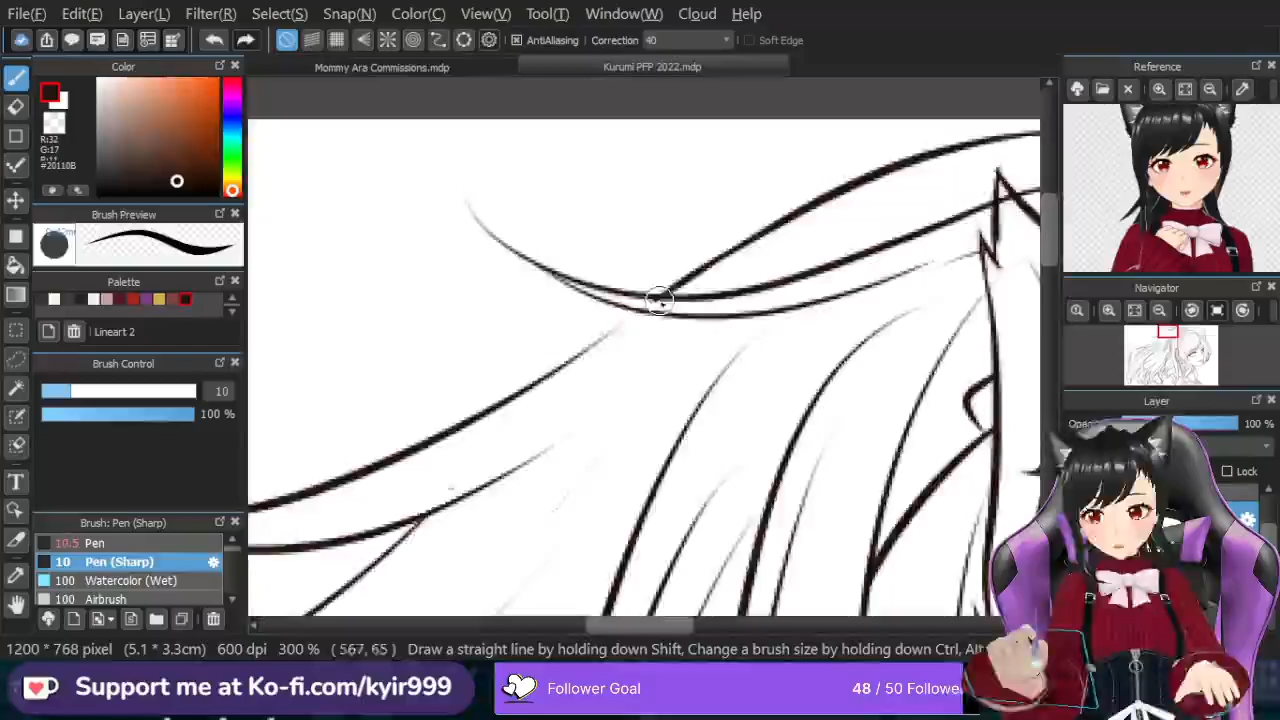 File(F) Edit(E) Layer(L) Filter(R) Select(S) Snap(N) Color(C) View(V) Tool(T) Window(W) Cloud Help
AntiAliasing Correction 40 Soft Edge
Color
Mommy Ara Commissions.mdp
Kurumi PFP 2022.mdp
Reference
R:32
G:17
B:11
#20110B
Brush Preview
Palette
Lineart 2
Navigator
Brush Control
10
100 %
Layer
100 %
Lock
T
Brush: Pen (Sharp)
10.5 Pen
10 Pen (Sharp)
100 Watercolor (Wet)
100 Airbrush
1200 * 768 pixel (5.1 * 3.3cm) 600 dpi 300 % ( 567, 65 ) Draw a straight line by holding down Shift, Change a brush size by holding down Ctrl, Alt
Support me at Ko-fi.com/kyir999
Follower Goal 48 / 50 Followe